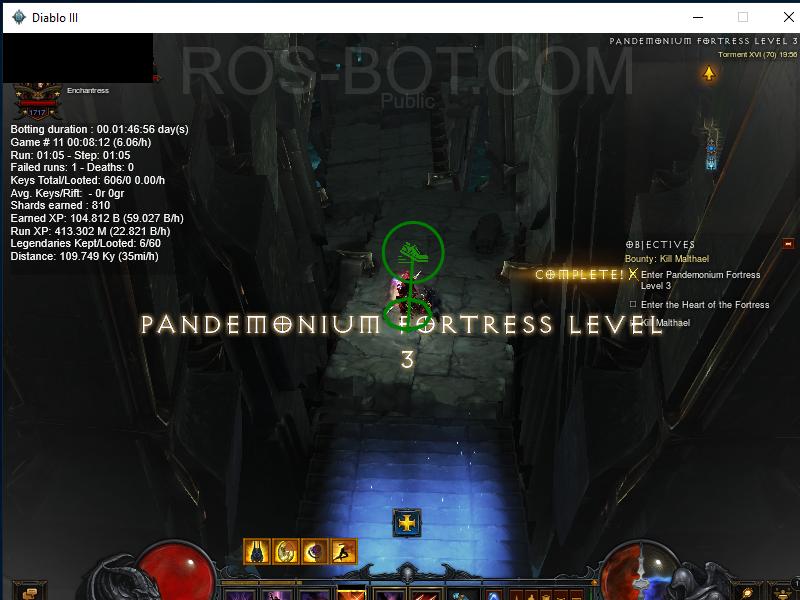 Diablo III
PANDEMONIUM FORTRESS LEVEL 3
Torment XVI (70) 19:56
ROS-BOT.COM
Public
Enchantress
1717
Botting duration : 00.01:46:56 day(s)
Game # 11 00:08:12 (6.06/h)
Run: 01:05 - Step: 01:05
Failed runs: 1 - Deaths: 0
Keys Total/Looted: 606/0 0.00/h
Avg. Keys/Rift:  - 0r 0gr
Shards earned : 810
Earned XP: 104.812 B (59.027 B/h)
Run XP: 413.302 M (22.821 B/h)
Legendaries Kept/Looted: 6/60
Distance: 109.749 Ky (35mi/h)
OBJECTIVES
Bounty: Kill Malthael
COMPLETE! Enter Pandemonium Fortress
Level 3
Enter the Heart of the Fortress
Kill Malthael
PANDEMONIUM FORTRESS LEVEL
3